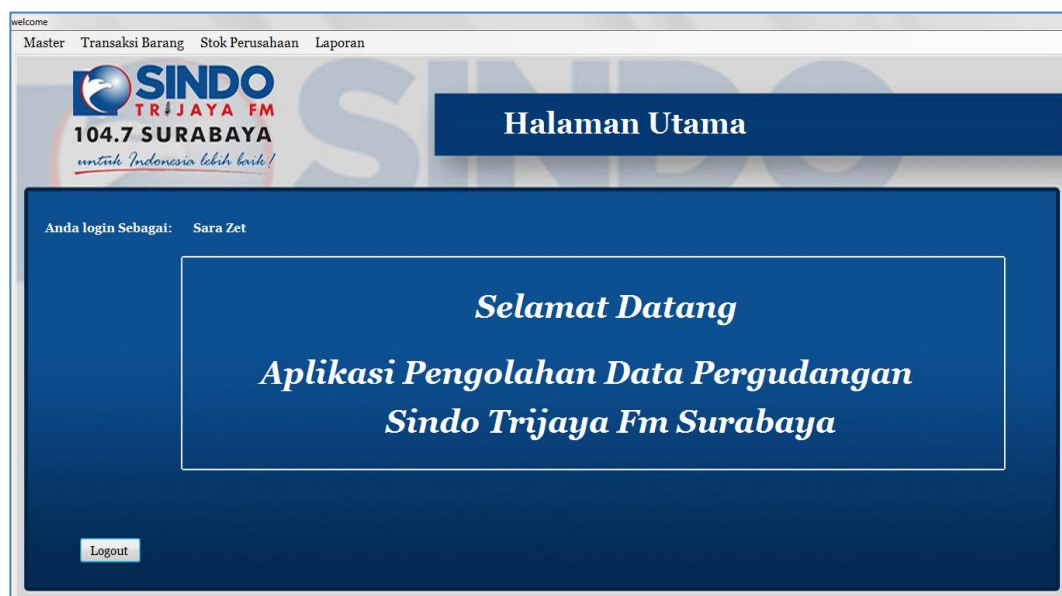 welcome
Master Transaksi Barang Stok Perusahaan Laporan
SINDO
TRIJAYA FM
104.7 SURABAYA
untuk Indonesia lebih baik!
SINDO
Halaman Utama
Anda login Sebagai: Sara Zet
Selamat Datang
Aplikasi Pengolahan Data Pergudangan
Sindo Trijaya Fm Surabaya
Logout